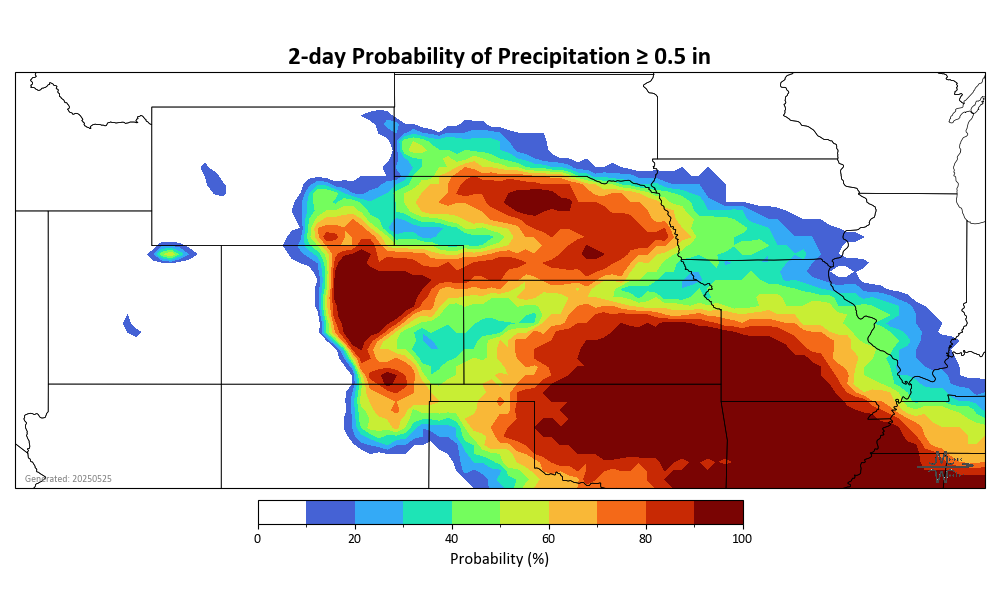 2-day Probability of Precipitation ≥ 0.5 in
Generated: 20250525
0 20 40 60 80 100
Probability (%)